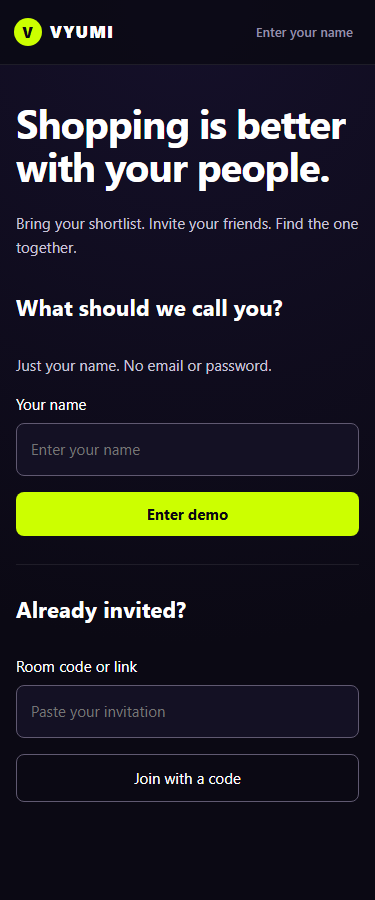 V VYUMI
Enter your name
Shopping is better
with your people.
Bring your shortlist. Invite your friends. Find the one
together.
What should we call you?
Just your name. No email or password.
Your name
Enter your name
Enter demo
Already invited?
Room code or link
Paste your invitation
Join with a code